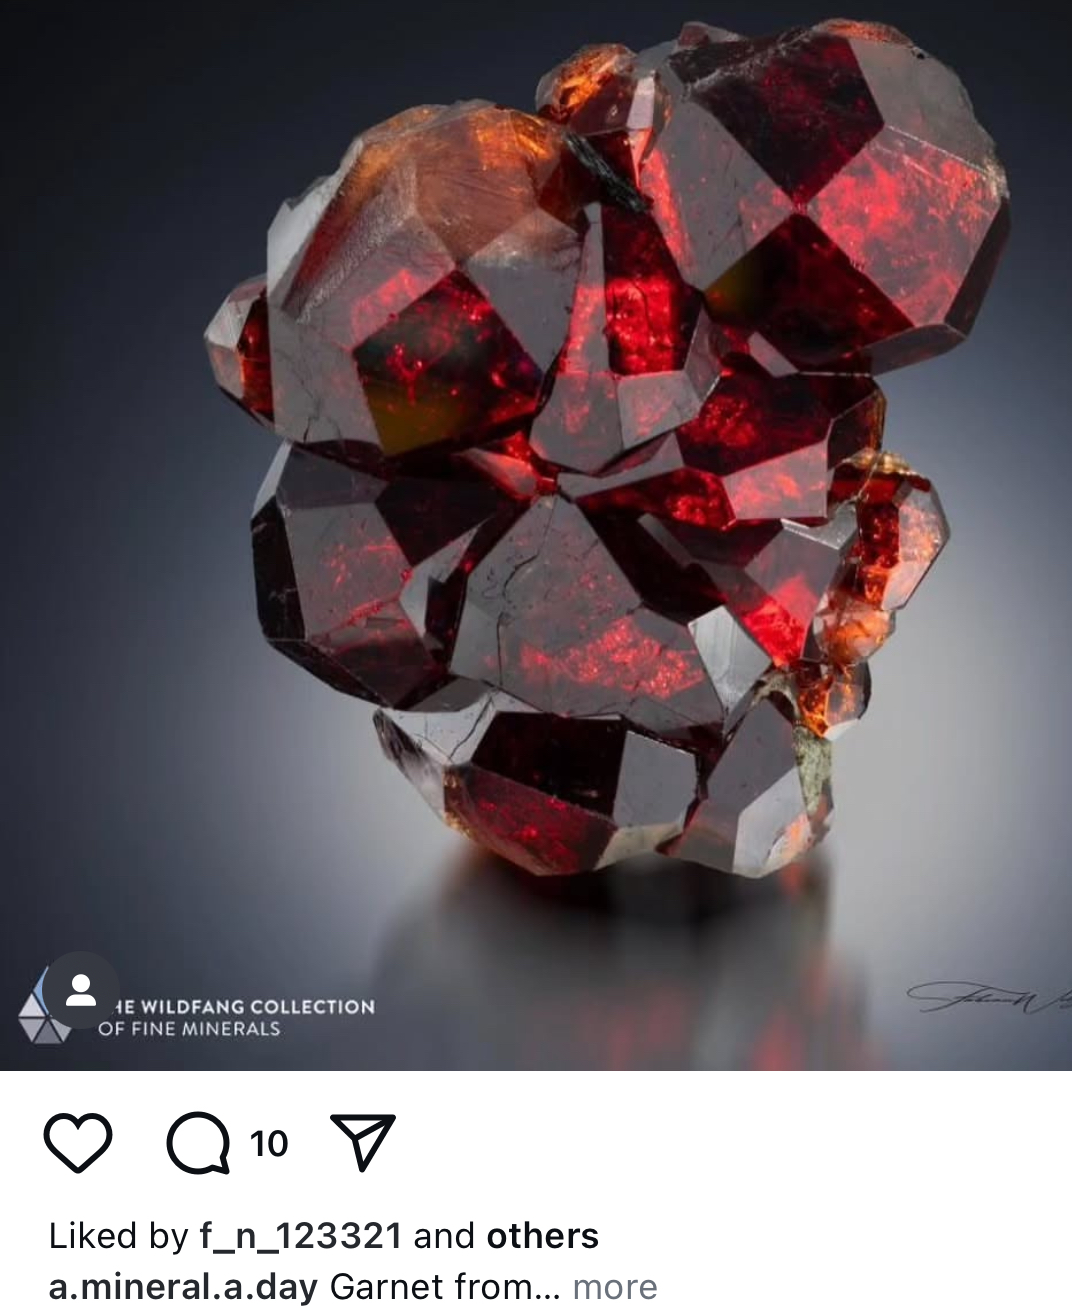 HE WILDFANG COLLECTION
OF FINE MINERALS
10
Liked by f_n_123321 and others
a.mineral.a.day Garnet from... more